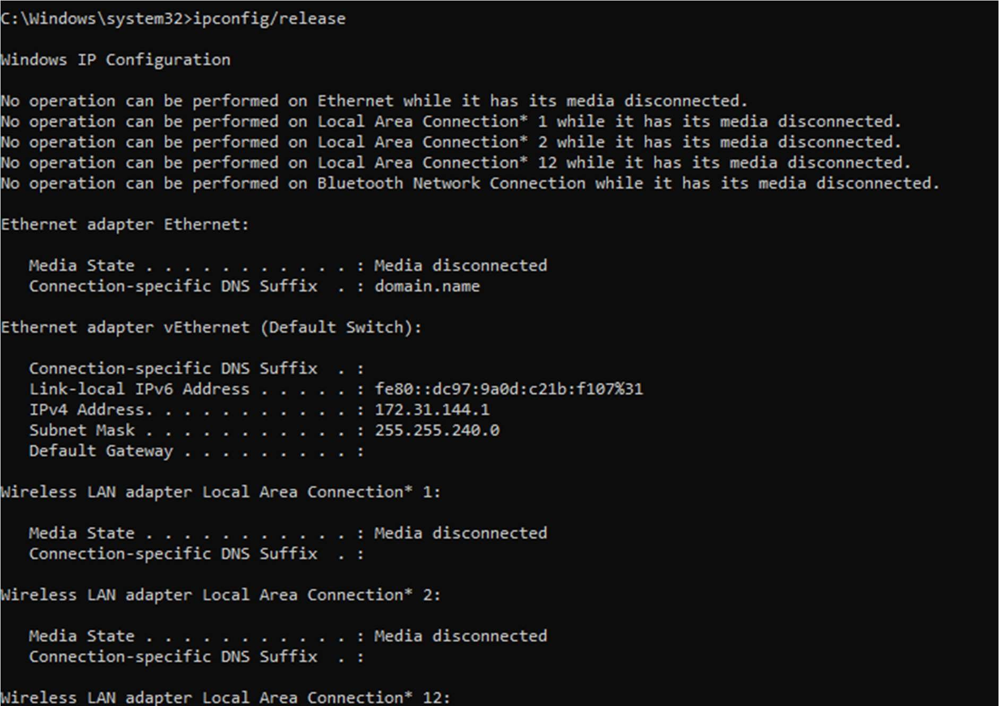 C:\Windows\system32>ipconfig/release
Windows IP Configuration
No operation can be performed on Ethernet while it has its media disconnected.
No operation can be performed on Local Area Connection* 1 while it has its media disconnected.
No operation can be performed on Local Area Connection* 2 while it has its media disconnected.
No operation can be performed on Local Area Connection* 12 while it has its media disconnected.
No operation can be performed on Bluetooth Network Connection while it has its media disconnected.
Ethernet adapter Ethernet:
   Media State . . . . . . . . . . . : Media disconnected
   Connection-specific DNS Suffix  . : domain.name
Ethernet adapter vEthernet (Default Switch):
   Connection-specific DNS Suffix  . :
   Link-local IPv6 Address . . . . . : fe80::dc97:9a0d:c21b:f107%31
   IPv4 Address. . . . . . . . . . . : 172.31.144.1
   Subnet Mask . . . . . . . . . . . : 255.255.240.0
   Default Gateway . . . . . . . . . :
Wireless LAN adapter Local Area Connection* 1:
   Media State . . . . . . . . . . . : Media disconnected
   Connection-specific DNS Suffix  . :
Wireless LAN adapter Local Area Connection* 2:
   Media State . . . . . . . . . . . : Media disconnected
   Connection-specific DNS Suffix  . :
Wireless LAN adapter Local Area Connection* 12: